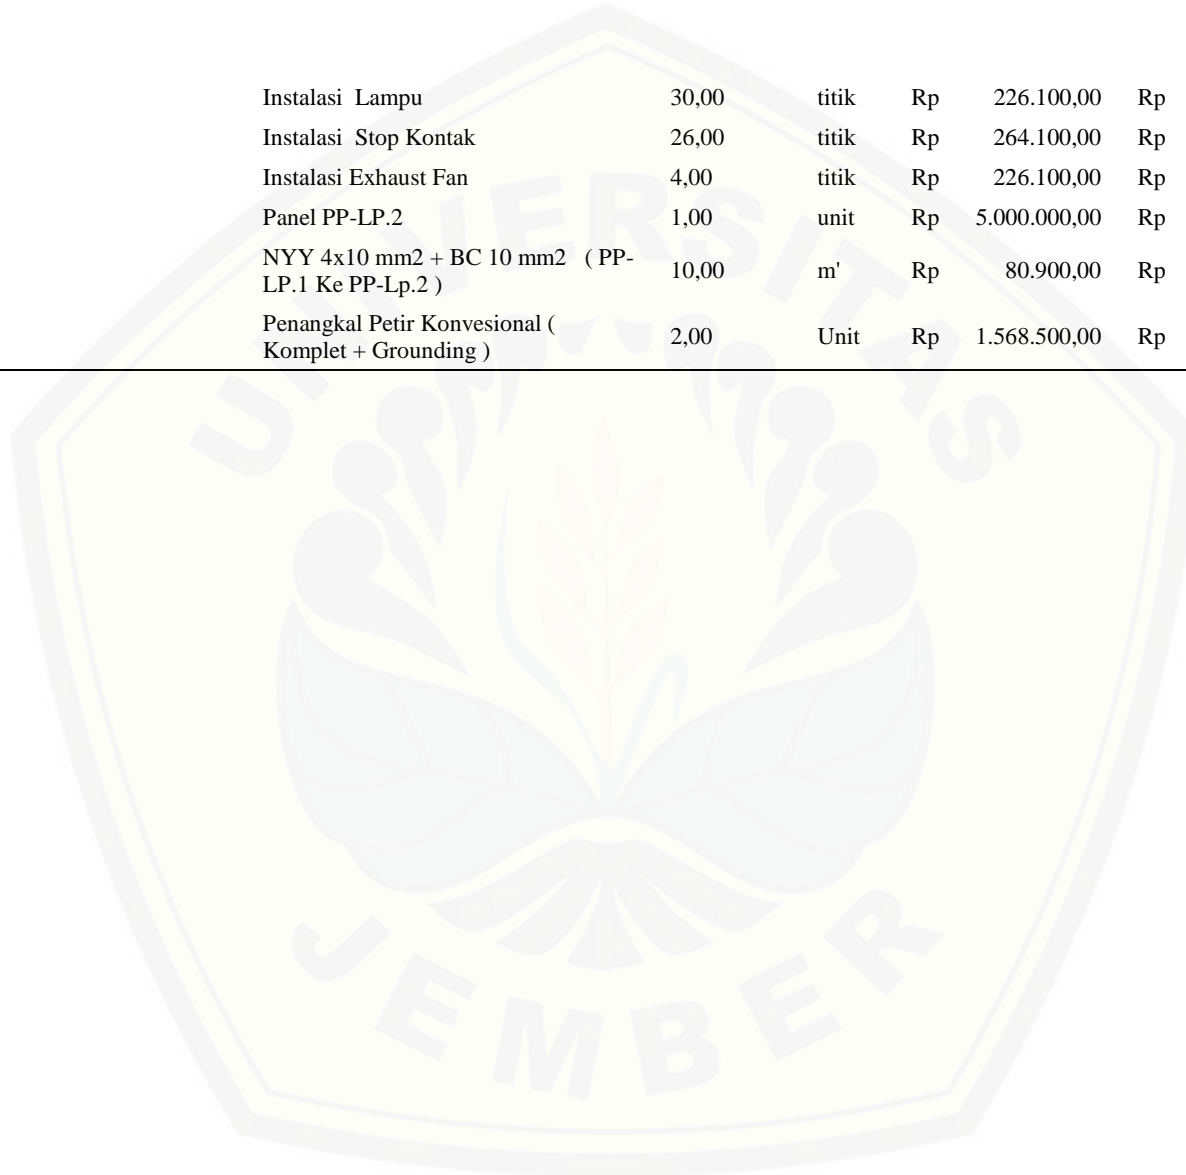 Instalasi Lampu 30,00 titik Rp 226.100,00 Rp
Instalasi Stop Kontak 26,00 titik Rp 264.100,00 Rp
Instalasi Exhaust Fan 4,00 titik Rp 226.100,00 Rp
Panel PP-LP.2 1,00 unit Rp 5.000.000,00 Rp
NYY 4x10 mm2 + BC 10 mm2 ( PP-
LP.1 Ke PP-Lp.2 ) 10,00 m' Rp 80.900,00 Rp
Penangkal Petir Konvesional (
Komplet + Grounding ) 2,00 Unit Rp 1.568.500,00 Rp
UNIVERSITAS
JEMBER